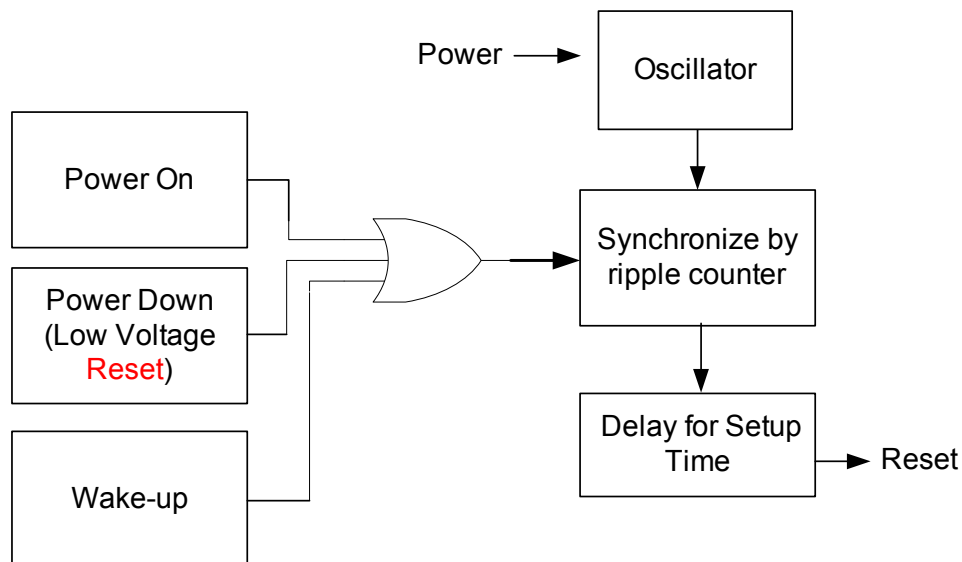 Power
Oscillator
Power On
Synchronize by
ripple counter
Power Down
(Low Voltage
Reset)
Delay for Setup
Time
Reset
Wake-up